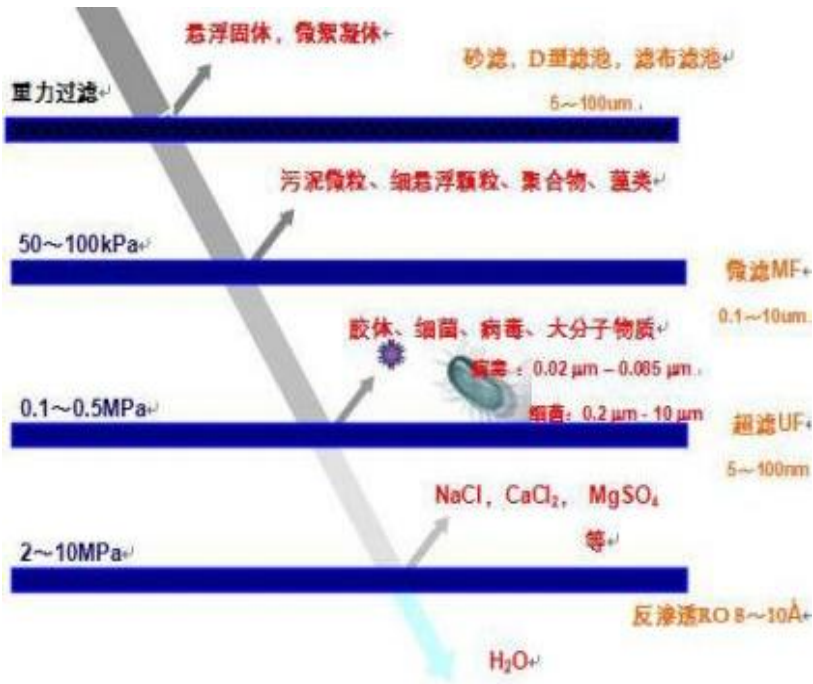 悬浮固体，微絮凝体
砂滤，D型滤池，滤布滤池
重力过滤
5～100um.
污泥微粒、细悬浮颗粒、聚合物、藻类
50～100kPa
微滤MF
0.1～10um.
胶体、细菌、病毒、大分子物质
病毒：0.02 μm – 0.085 μm.
0.1～0.5MPa
细菌：0.2 μm - 10 μm
超滤UF
5～100nm
NaCl，CaCl₂， MgSO₄
等
2～10MPa
反渗透RO 8～10Å
H₂O